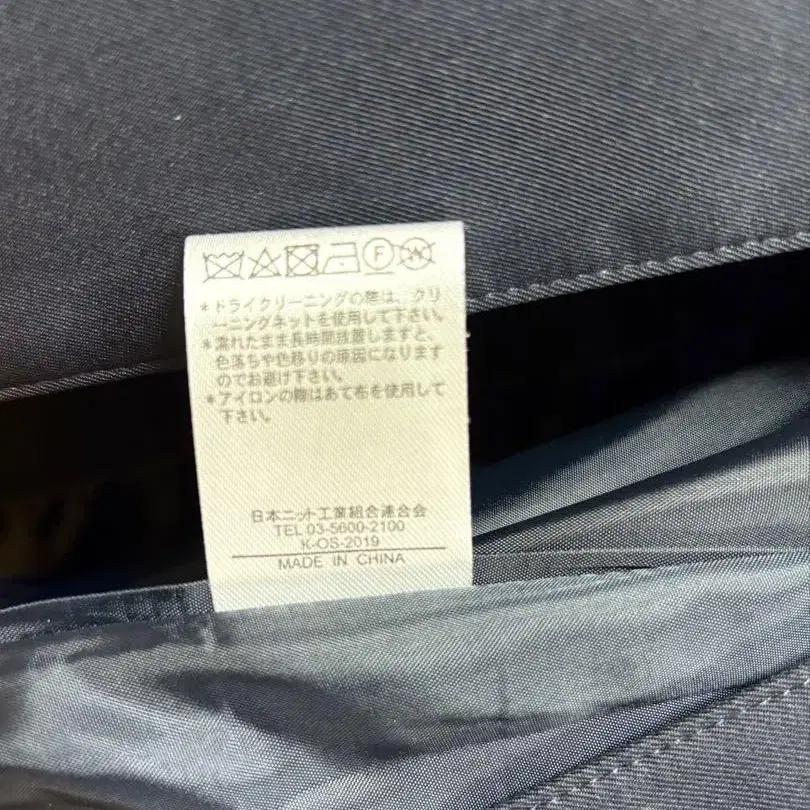 F W
*ドライクリーニングの際は、クリ
ーニングネットを使用して下さい。
*濡れたまま長時間放置しますと、
色落ちや色移りの原因になります
のでお避け下さい。
*アイロンの際はあて布を使用して
下さい。
日本ニット工業組合連合会
TEL 03-5600-2100
K-OS-2019
MADE IN CHINA